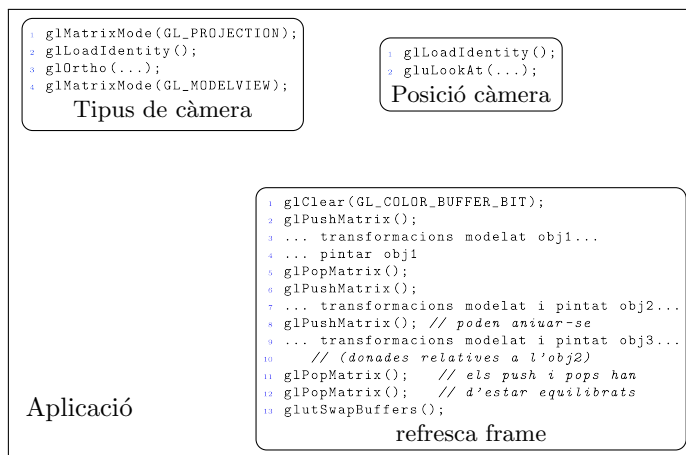 1 glMatrixMode(GL_PROJECTION);
2 glLoadIdentity();
3 glOrtho(...);
4 glMatrixMode(GL_MODELVIEW);
Tipus de càmera
1 glLoadIdentity();
2 gluLookAt(...);
Posició càmera
1 glClear(GL_COLOR_BUFFER_BIT);
2 glPushMatrix();
3 ... transformacions modelat obj1...
4 ... pintar obj1
5 glPopMatrix();
6 glPushMatrix();
7 ... transformacions modelat i pintat obj2...
8 glPushMatrix(); // poden aniuar-se
9 ... transformacions modelat i pintat obj3...
10 // (donades relatives a l'obj2)
11 glPopMatrix(); // els push i pops han
12 glPopMatrix(); // d'estar equilibrats
13 glutSwapBuffers();
refresca frame
Aplicació